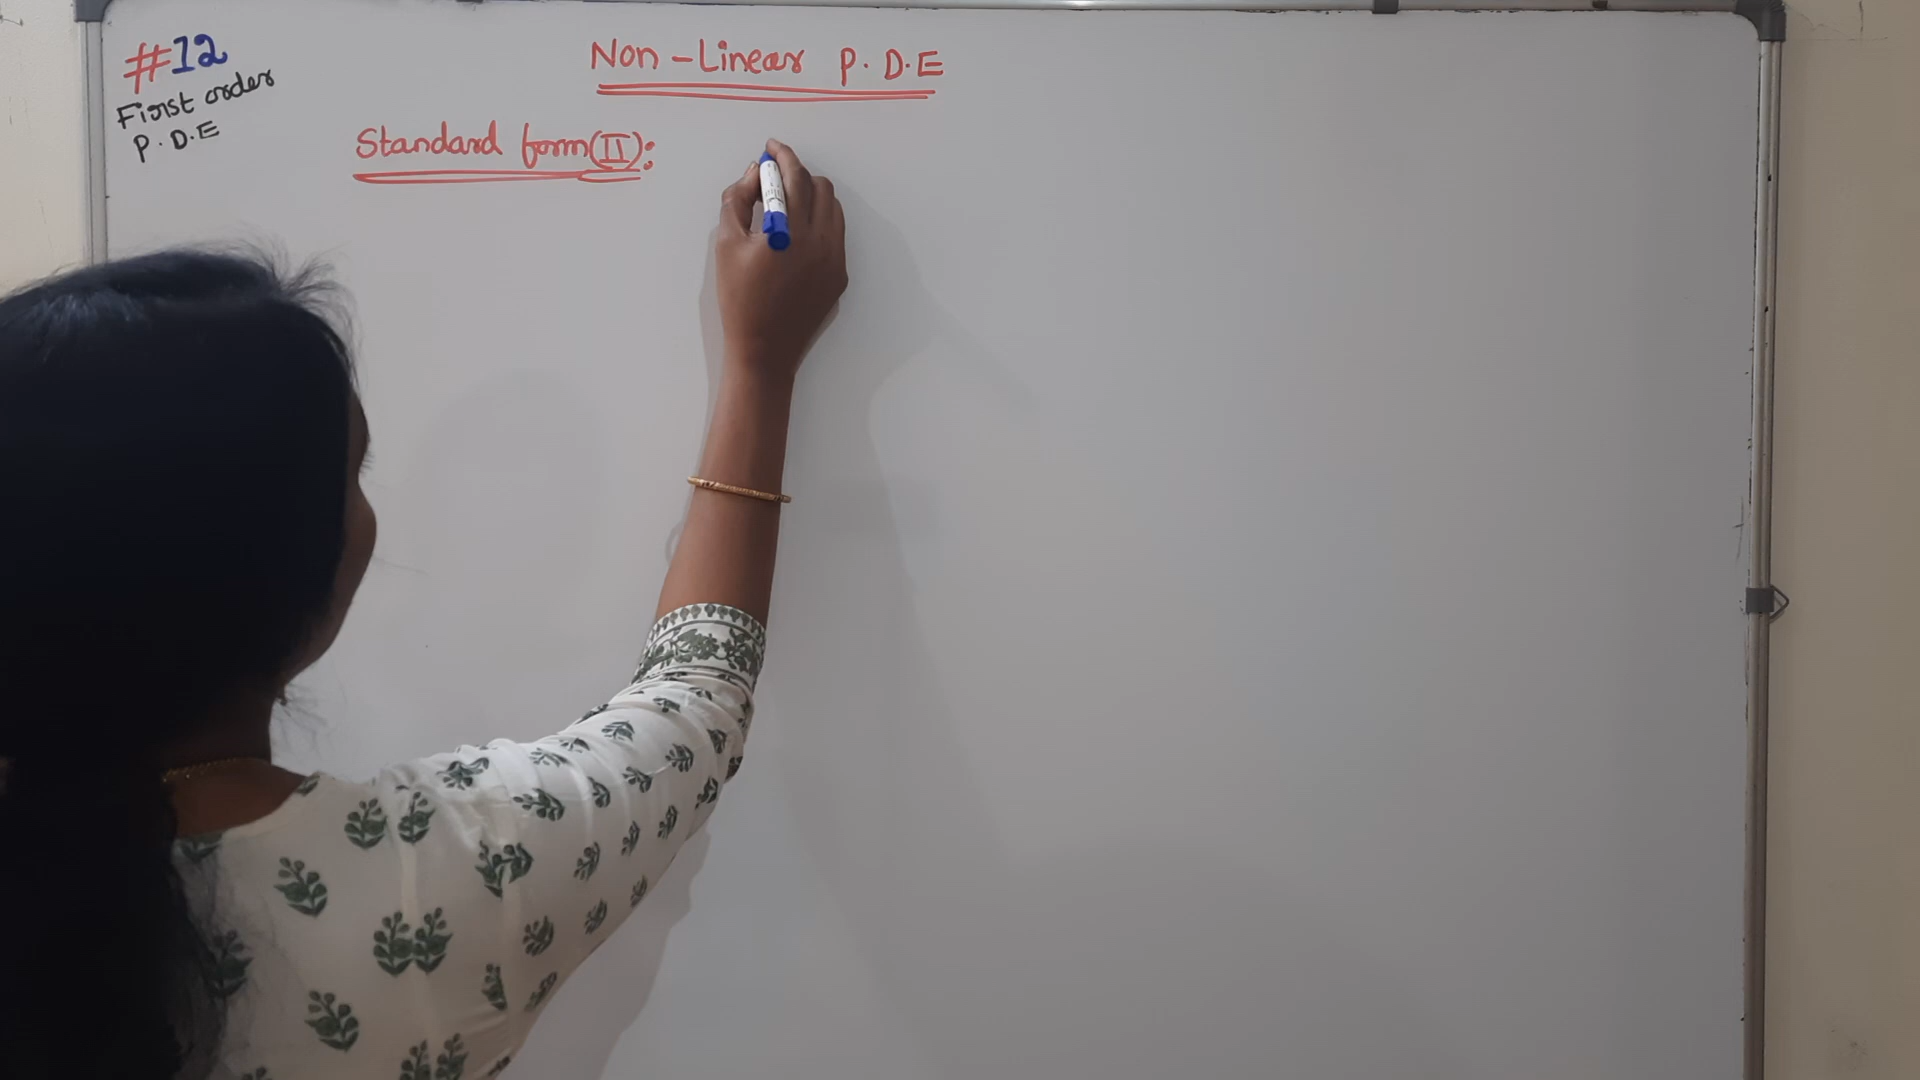 #12
First order
P.D.E
Non-Linear P.D.E
Standard form(II):